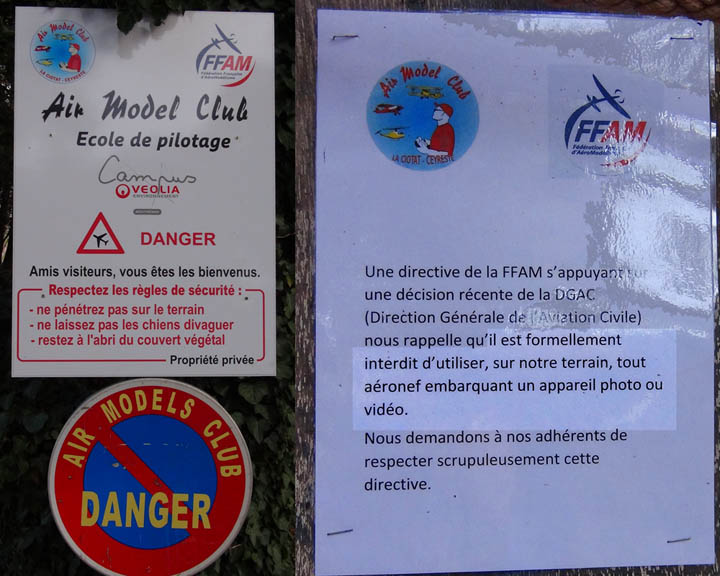 Air Model Club
LA CIOTAT - CEYRESTE
FFAM
Fédération Française
d'AéroModélisme
Air Model Club
Ecole de pilotage
Campus
VEOLIA
ENVIRONNEMENT
DANGER
Amis visiteurs, vous êtes les bienvenus.
Respectez les règles de sécurité :
- ne pénétrez pas sur le terrain
- ne laissez pas les chiens divaguer
- restez à l'abri du couvert végétal
Propriété privée
AIR MODELS CLUB
DANGER
Air Model Club
LA CIOTAT - CEYRESTE
FFAM
Fédération
d'AéroModélisme
Une directive de la FFAM s'appuyant sur
une décision récente de la DGAC
(Direction Générale de l'Aviation Civile)
nous rappelle qu'il est formellement
interdit d'utiliser, sur notre terrain, tout
aéronef embarquant un appareil photo ou
vidéo.
Nous demandons à nos adhérents de
respecter scrupuleusement cette
directive.